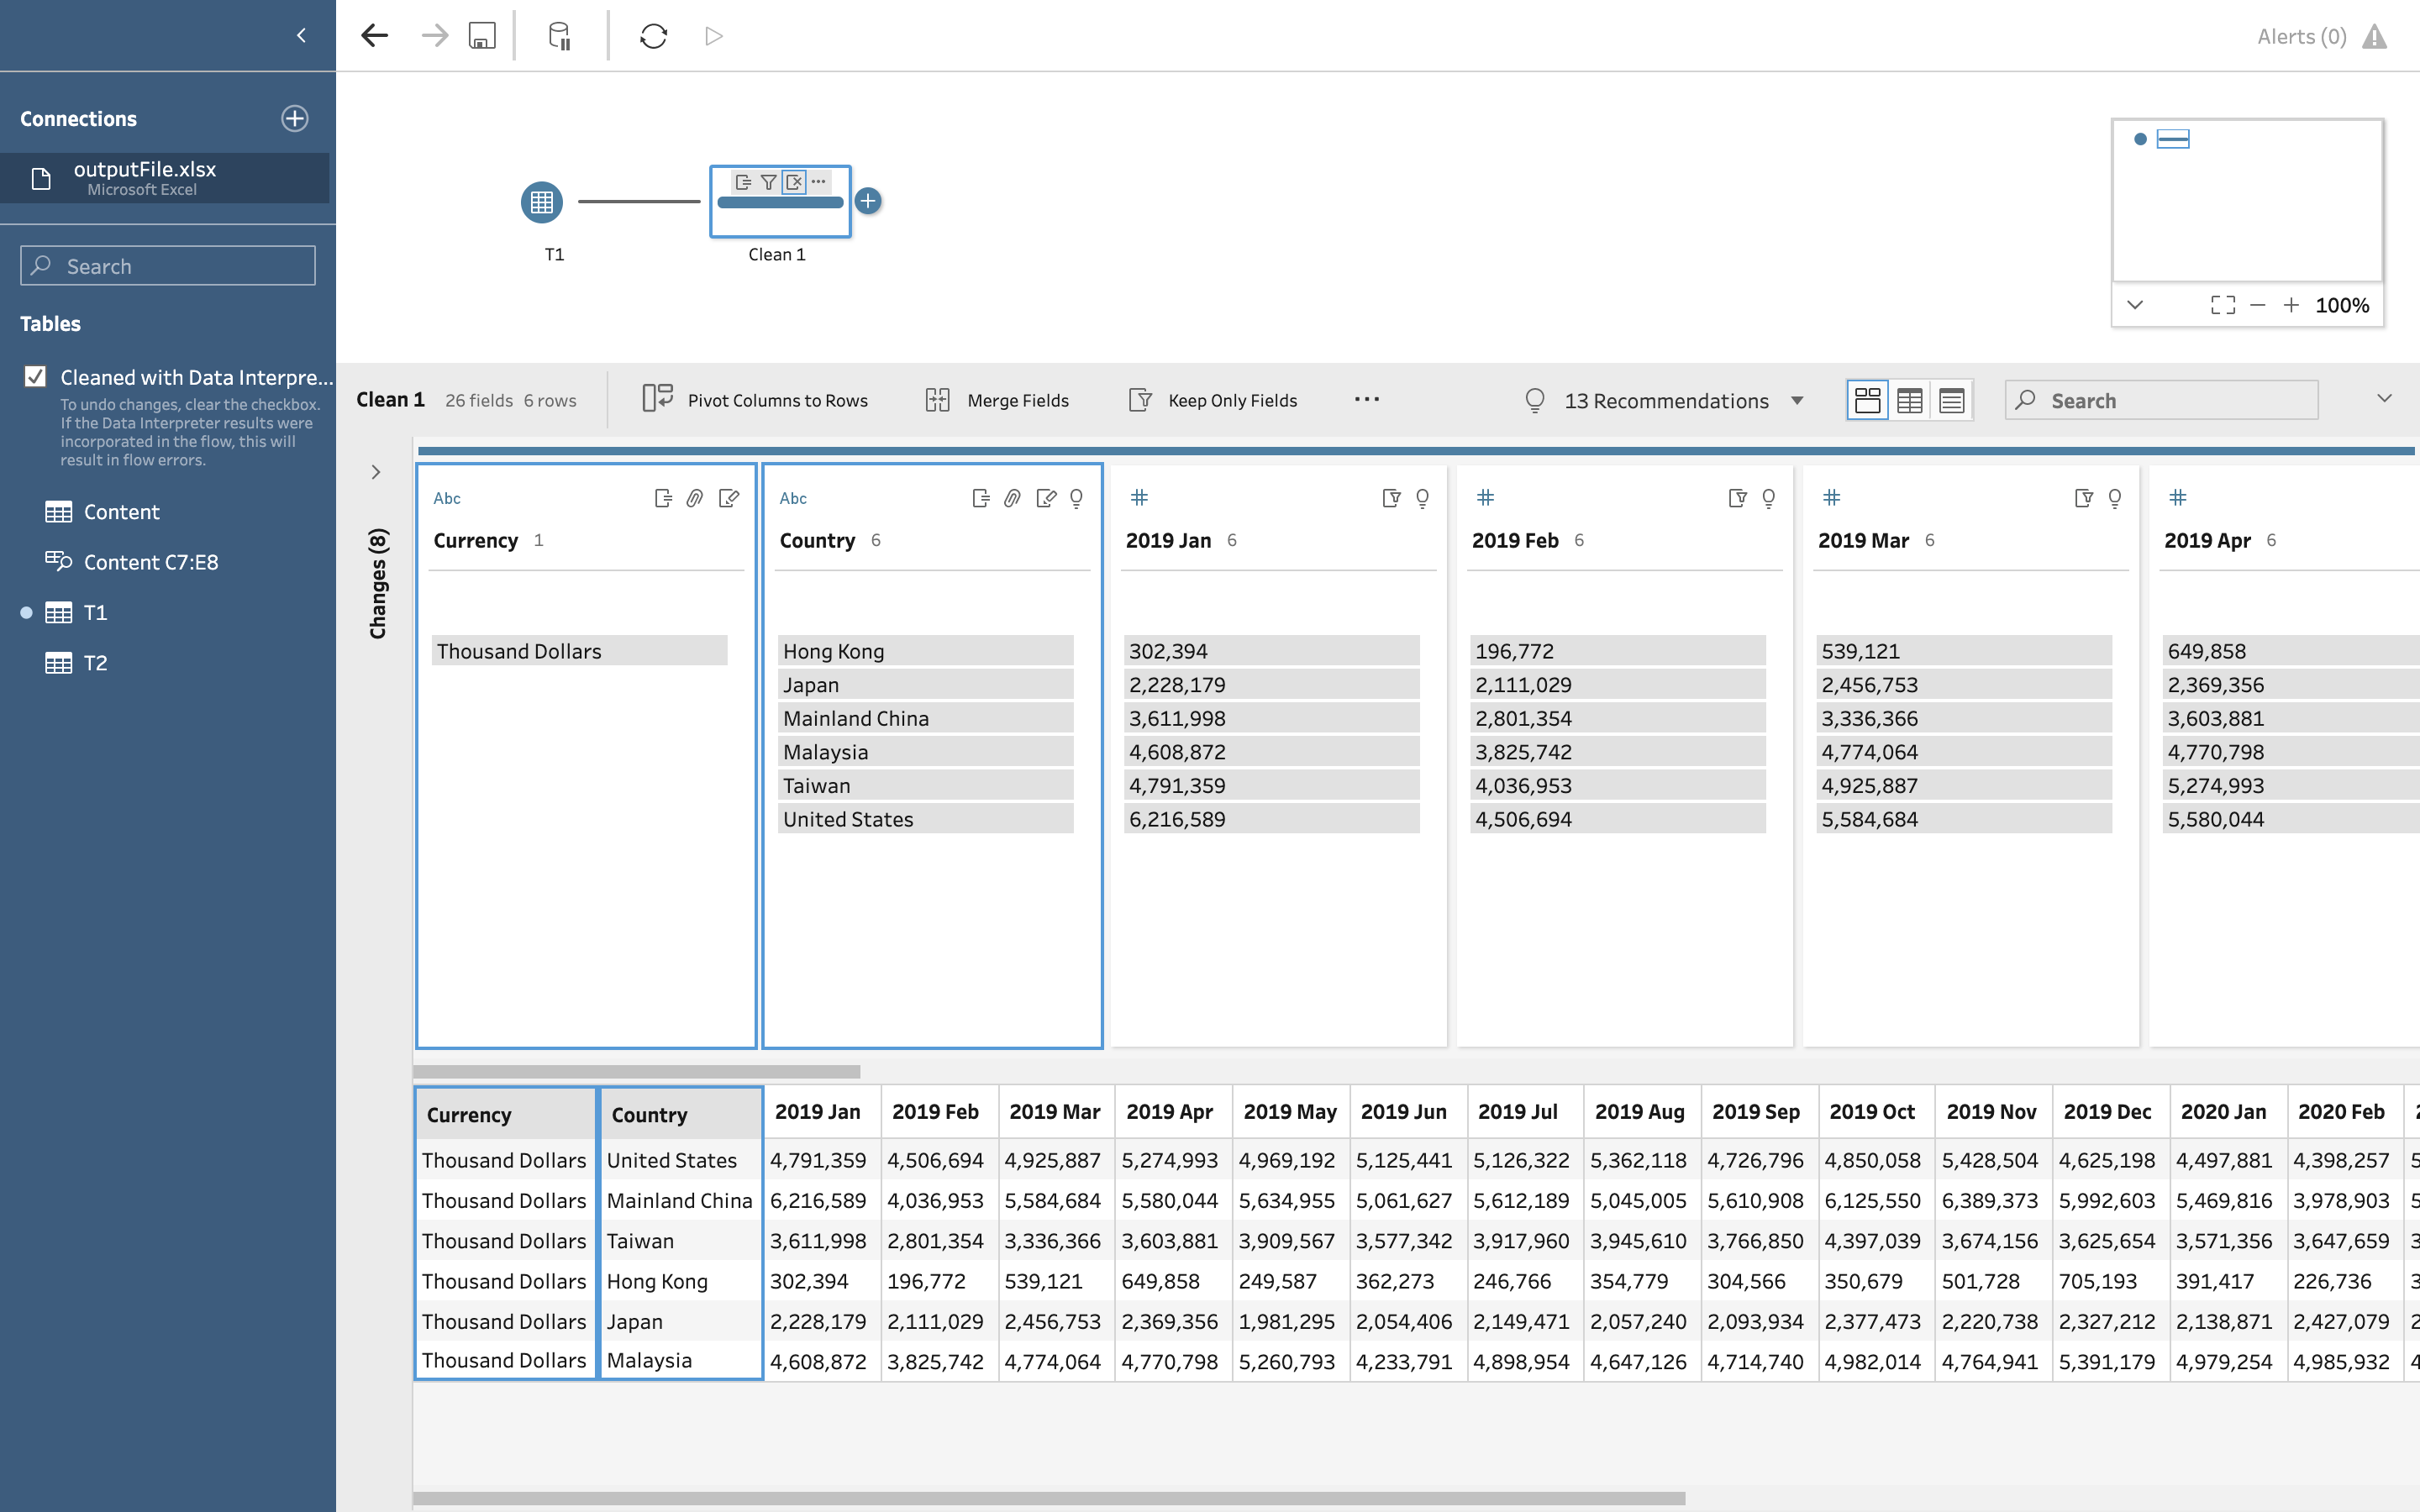 Alerts (0)
Connections
outputFile.xlsx
Microsoft Excel
Search
Tables
Cleaned with Data Interpre...
To undo changes, clear the checkbox.
If the Data Interpreter results were
incorporated in the flow, this will
result in flow errors.
Content
Content C7:E8
T1
T2
T1
Clean 1
100%
Clean 1 26 fields 6 rows Pivot Columns to Rows Merge Fields Keep Only Fields 13 Recommendations Search
Changes (8)
Abc
Currency 1
Thousand Dollars
Abc
Country 6
Hong Kong
Japan
Mainland China
Malaysia
Taiwan
United States
#
2019 Jan 6
302,394
2,228,179
3,611,998
4,608,872
4,791,359
6,216,589
#
2019 Feb 6
196,772
2,111,029
2,801,354
3,825,742
4,036,953
4,506,694
#
2019 Mar 6
539,121
2,456,753
3,336,366
4,774,064
4,925,887
5,584,684
#
2019 Apr 6
649,858
2,369,356
3,603,881
4,770,798
5,274,993
5,580,044
Currency Country 2019 Jan 2019 Feb 2019 Mar 2019 Apr 2019 May 2019 Jun 2019 Jul 2019 Aug 2019 Sep 2019 Oct 2019 Nov 2019 Dec 2020 Jan 2020 Feb
Thousand Dollars United States 4,791,359 4,506,694 4,925,887 5,274,993 4,969,192 5,125,441 5,126,322 5,362,118 4,726,796 4,850,058 5,428,504 4,625,198 4,497,881 4,398,257
Thousand Dollars Mainland China 6,216,589 4,036,953 5,584,684 5,580,044 5,634,955 5,061,627 5,612,189 5,045,005 5,610,908 6,125,550 6,389,373 5,992,603 5,469,816 3,978,903
Thousand Dollars Taiwan 3,611,998 2,801,354 3,336,366 3,603,881 3,909,567 3,577,342 3,917,960 3,945,610 3,766,850 4,397,039 3,674,156 3,625,654 3,571,356 3,647,659
Thousand Dollars Hong Kong 302,394 196,772 539,121 649,858 249,587 362,273 246,766 354,779 304,566 350,679 501,728 705,193 391,417 226,736
Thousand Dollars Japan 2,228,179 2,111,029 2,456,753 2,369,356 1,981,295 2,054,406 2,149,471 2,057,240 2,093,934 2,377,473 2,220,738 2,327,212 2,138,871 2,427,079
Thousand Dollars Malaysia 4,608,872 3,825,742 4,774,064 4,770,798 5,260,793 4,233,791 4,898,954 4,647,126 4,714,740 4,982,014 4,764,941 5,391,179 4,979,254 4,985,932